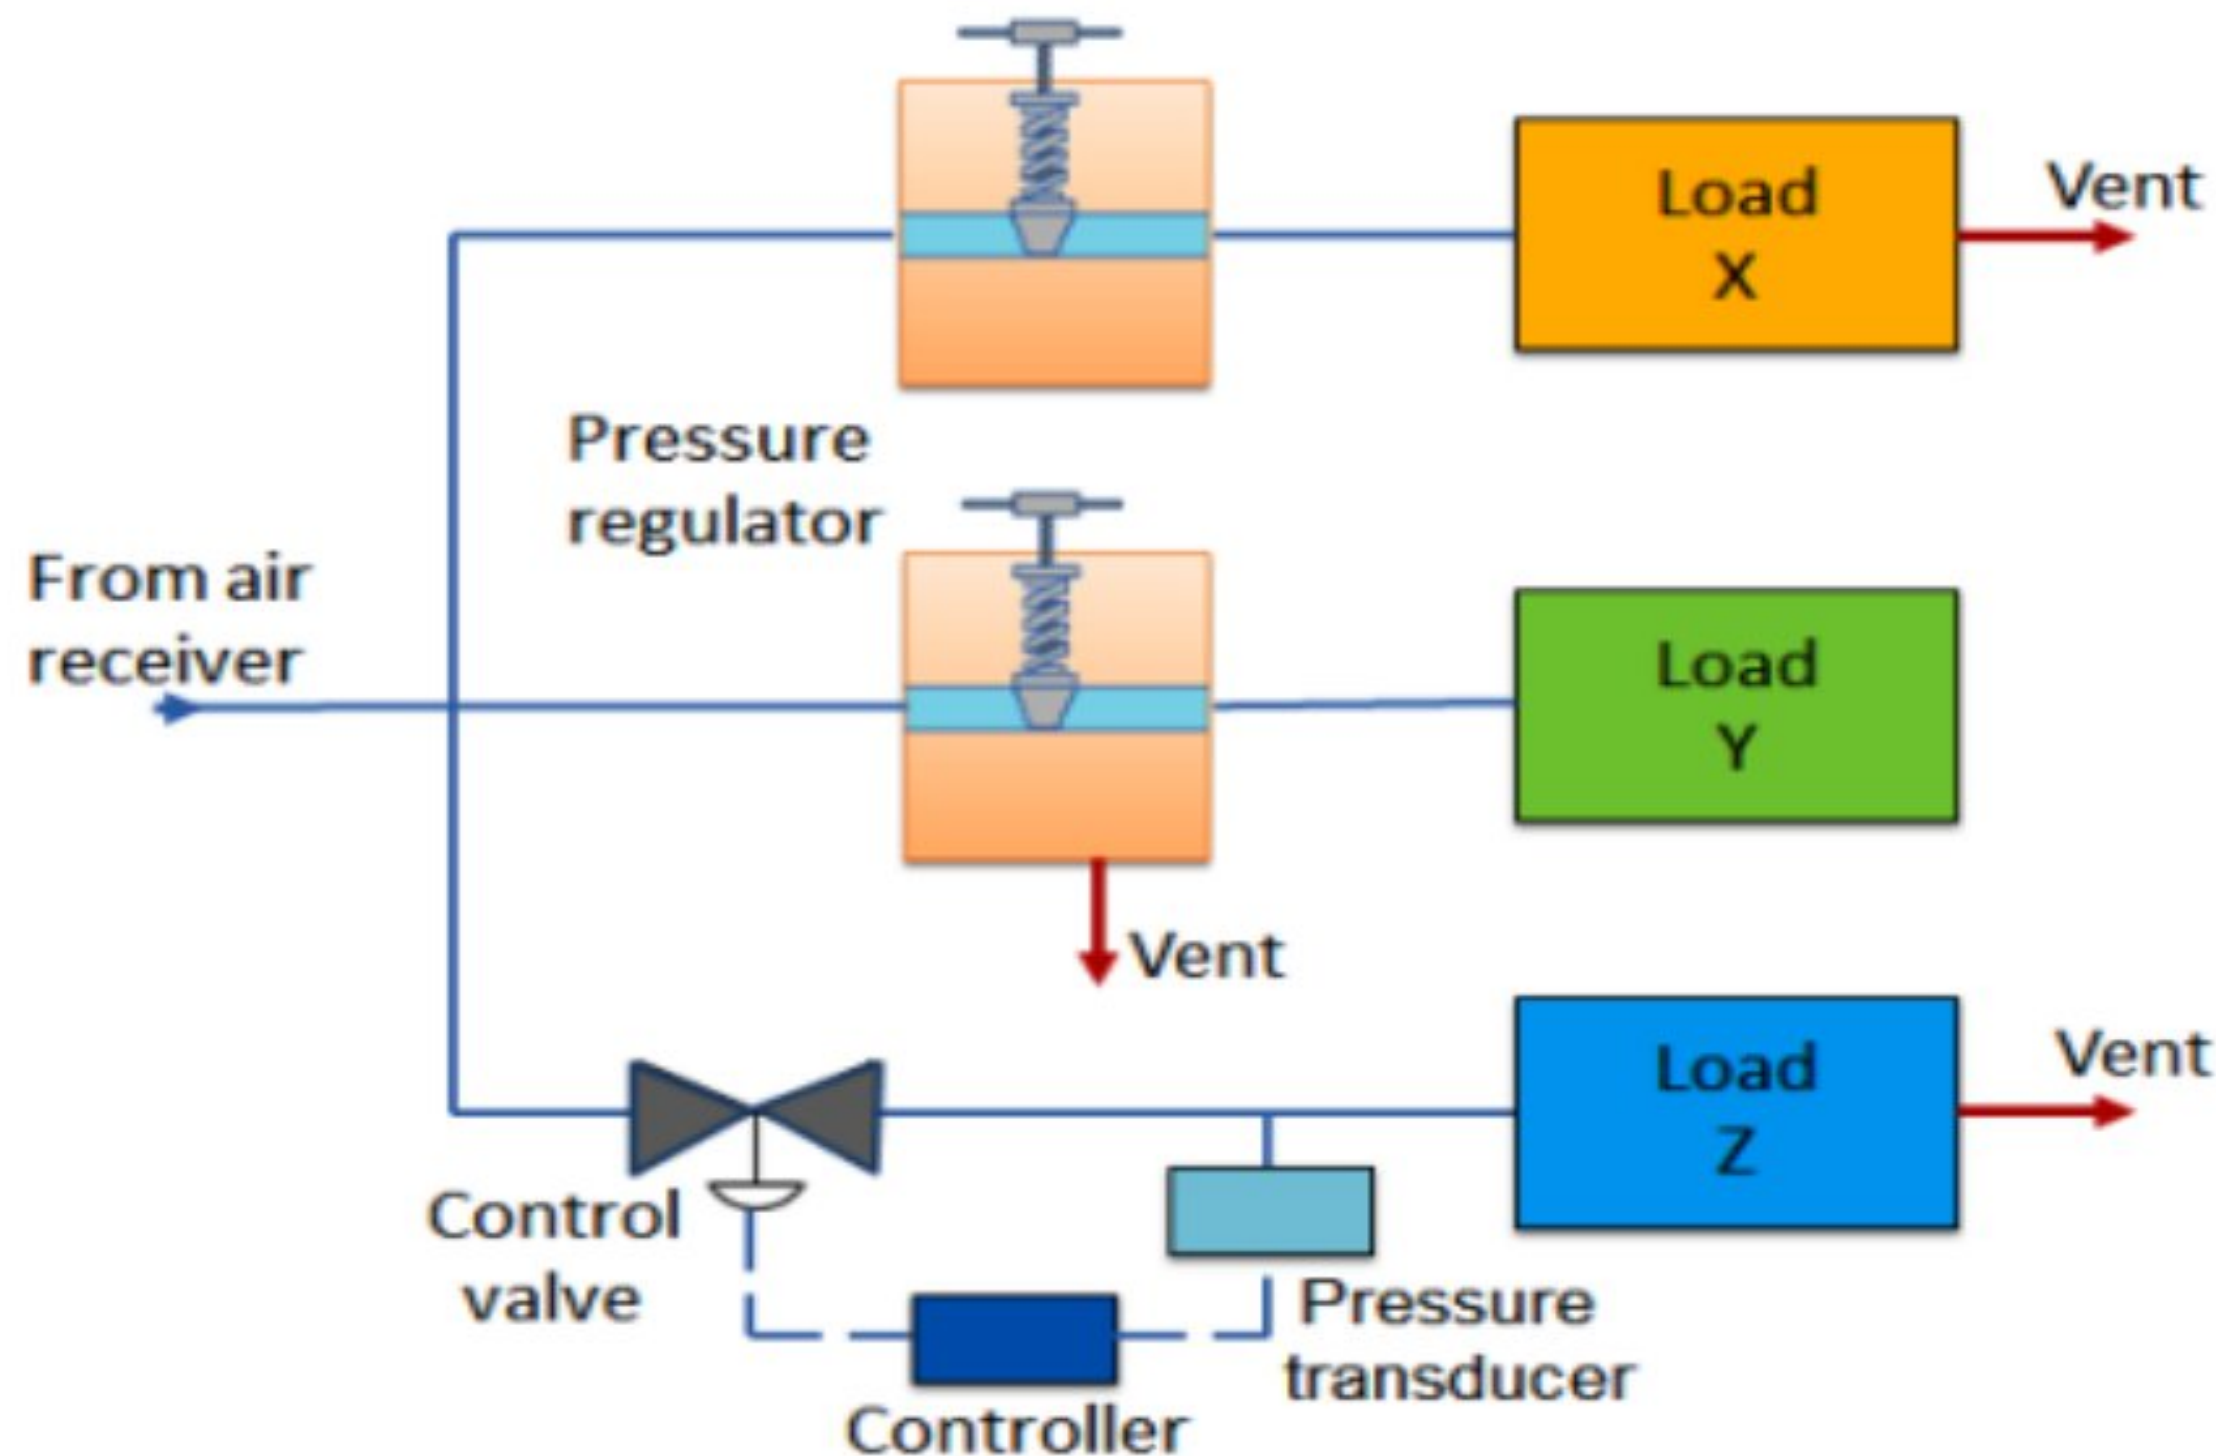 Load
X
Vent
Pressure
regulator
From air
receiver
Load
Y
Vent
Load
Z
Vent
Control
valve
Pressure
transducer
Controller